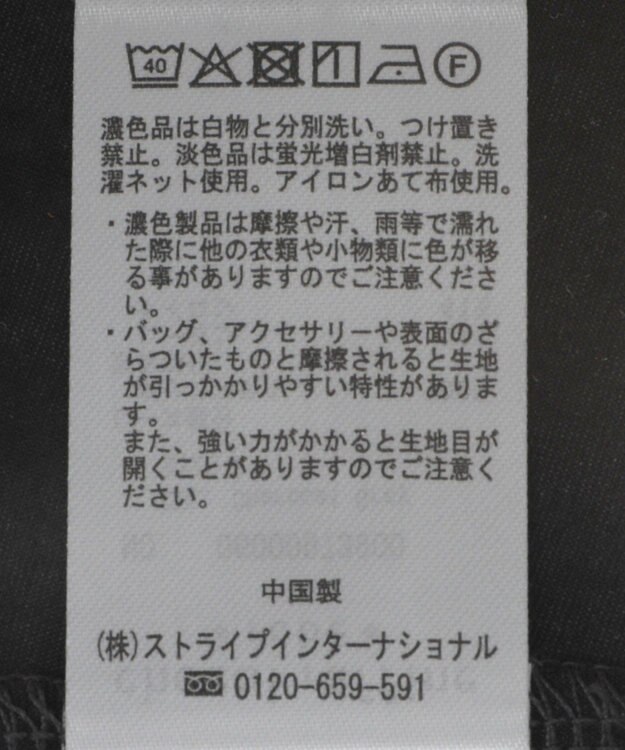 40 F
濃色品は白物と分別洗い。つけ置き
禁止。淡色品は蛍光増白剤禁止。洗
濯ネット使用。アイロンあて布使用。
・濃色製品は摩擦や汗、雨等で濡れ
た際に他の衣類や小物類に色が移
る事がありますのでご注意くださ
い。
・バッグ、アクセサリーや表面のざ
らついたものと摩擦されると生地
が引っかかりやすい特性がありま
す。
また、強い力がかかると生地目が
開くことがありますのでご注意く
ださい。
中国製
(株)ストライプインターナショナル
0120-659-591